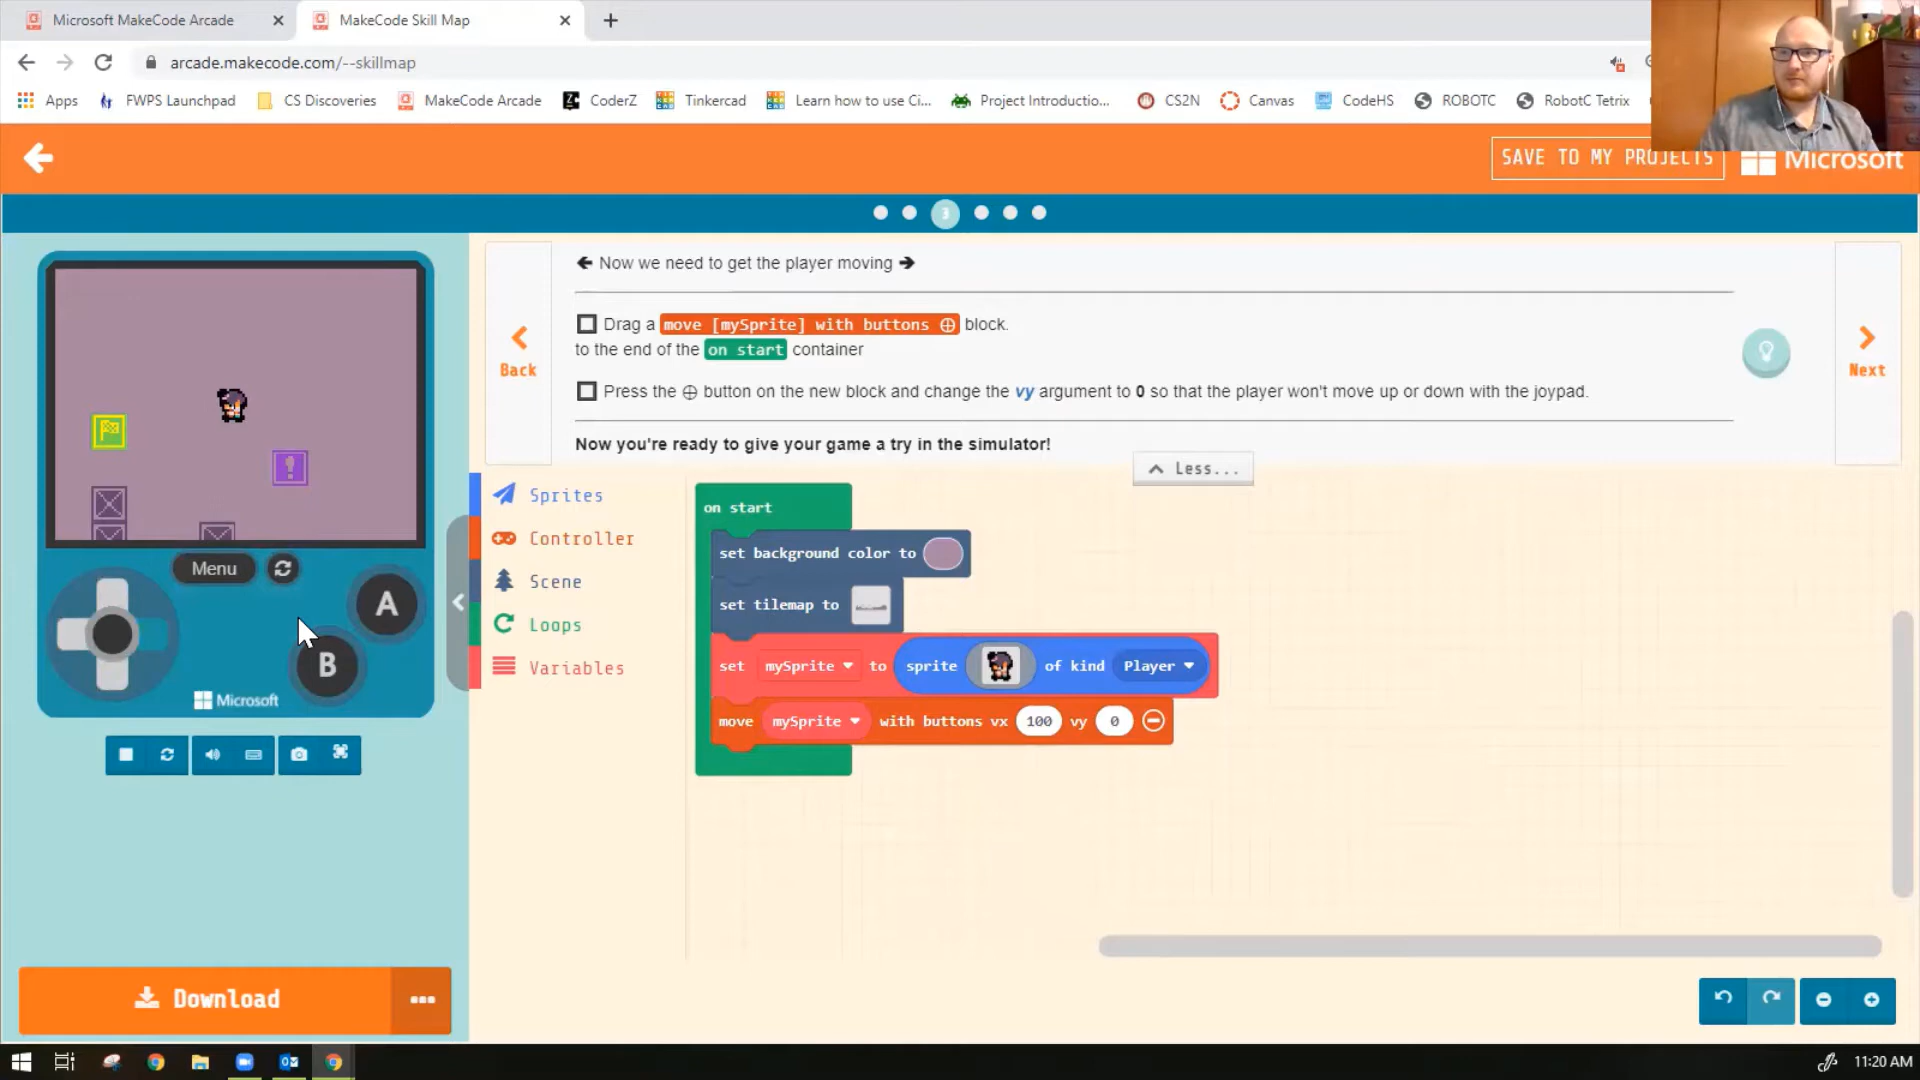 Microsoft MakeCode Arcade
MakeCode Skill Map
arcade.makecode.com/--skillmap
Apps
FWPS Launchpad
CS Discoveries
MakeCode Arcade
CoderZ
Tinkercad
Learn how to use Ci...
Project Introductio...
CS2N
Canvas
CodeHS
ROBOTC
RobotC Tetrix
SAVE TO MY PROJECTS
Microsoft
3
Now we need to get the player moving
Drag a move [mySprite] with buttons ⊕ block.
to the end of the on start container
Press the ⊕ button on the new block and change the vy argument to 0 so that the player won't move up or down with the joypad.
Now you're ready to give your game a try in the simulator!
Back
Next
Less...
Menu
A
B
Microsoft
Sprites
Controller
Scene
Loops
Variables
on start
set background color to
set tilemap to
set mySprite to sprite of kind Player
move mySprite with buttons vx 100 vy 0
Download
11:20 AM